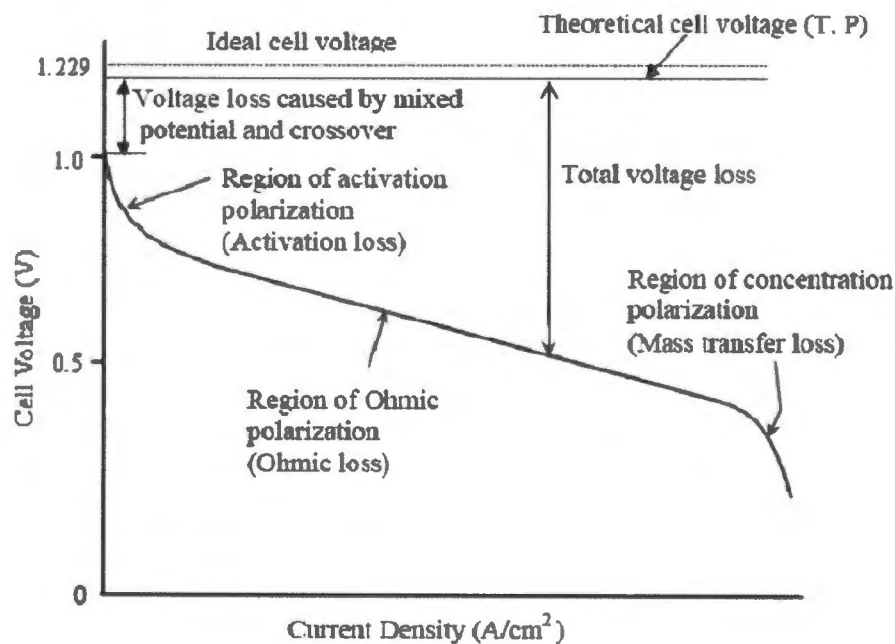 Theoretical cell voltage (T. P)
Ideal cell voltage
1.229
Voltage loss caused by mixed
potential and crossover
1.0
Region of activation
polarization
(Activation loss)
Total voltage loss
Region of concentration
polarization
(Mass transfer loss)
0.5
Region of Ohmic
polarization
(Ohmic loss)
Cell Voltage (V)
0
Current Density (A/cm²)